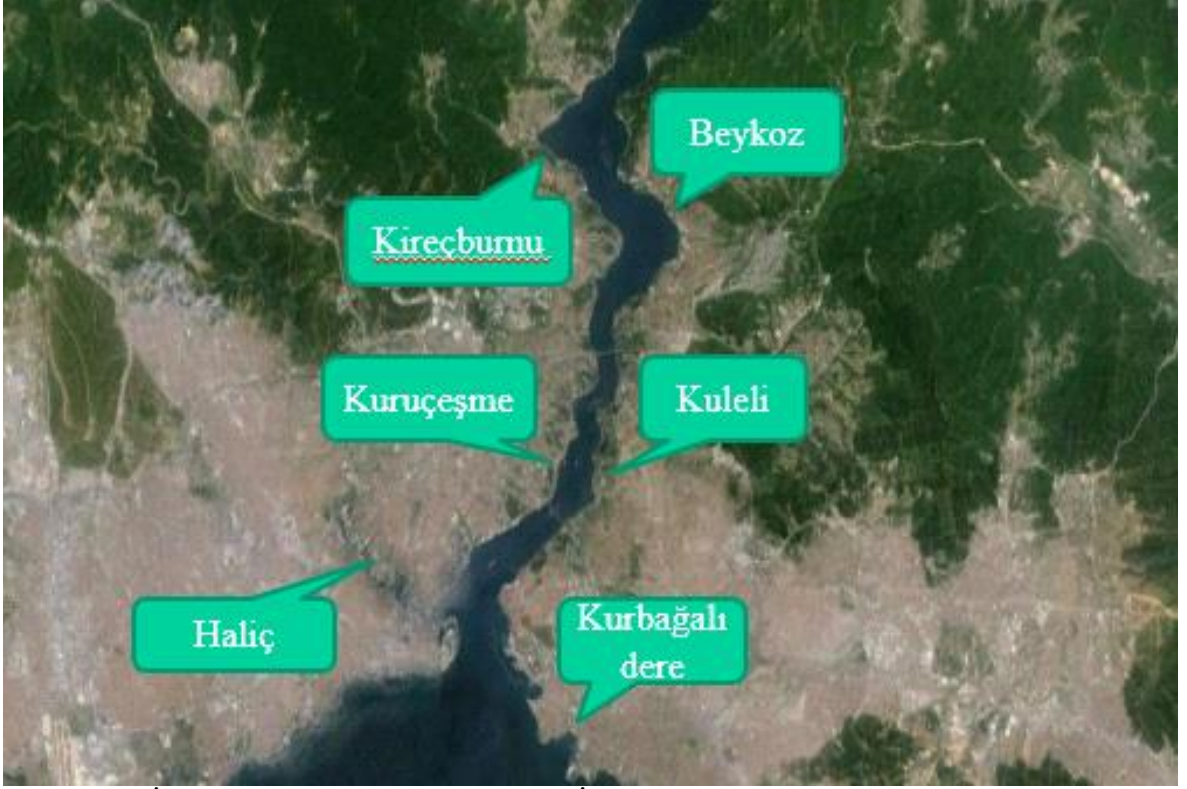 Beykoz
Kireçburnu
Kuruçeşme
Kuleli
Haliç
Kurbağalı
dere